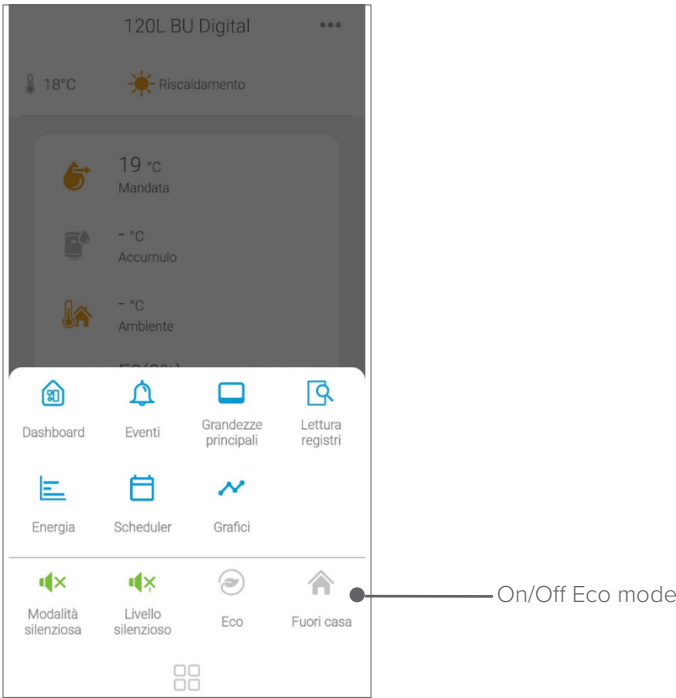 120L BU Digital
18°C
Riscaldamento
19 °C
Mandata
- °C
Accumulo
- °C
Ambiente
Dashboard
Eventi
Grandezze
principali
Lettura
registri
Energia
Scheduler
Grafici
Modalità
silenziosa
Livello
silenzioso
Eco
Fuori casa
On/Off Eco mode